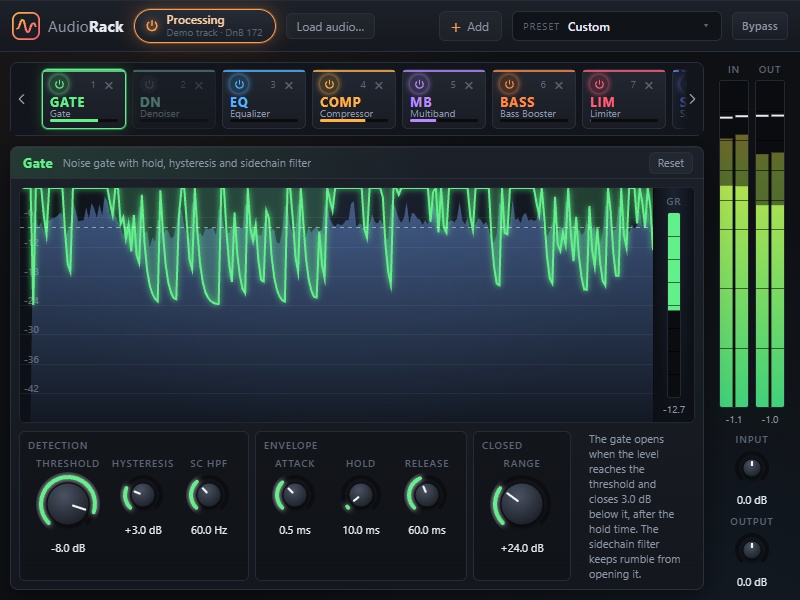 AudioRack
Processing
Demo track · DnB 172
Load audio...
+ Add
PRESET Custom
Bypass
1
GATE
Gate
2
DN
Denoiser
3
EQ
Equalizer
4
COMP
Compressor
5
MB
Multiband
6
BASS
Bass Booster
7
LIM
Limiter
IN OUT
Gate Noise gate with hold, hysteresis and sidechain filter
Reset
GR
-6
-12
-18
-24
-30
-36
-42
-12.7
-1.1 -1.0
DETECTION
THRESHOLD HYSTERESIS SC HPF
-8.0 dB +3.0 dB 60.0 Hz
ENVELOPE
ATTACK HOLD RELEASE
0.5 ms 10.0 ms 60.0 ms
CLOSED
RANGE
+24.0 dB
The gate opens
when the level
reaches the
threshold and
closes 3.0 dB
below it, after the
hold time. The
sidechain filter
keeps rumble from
opening it.
INPUT
0.0 dB
OUTPUT
0.0 dB